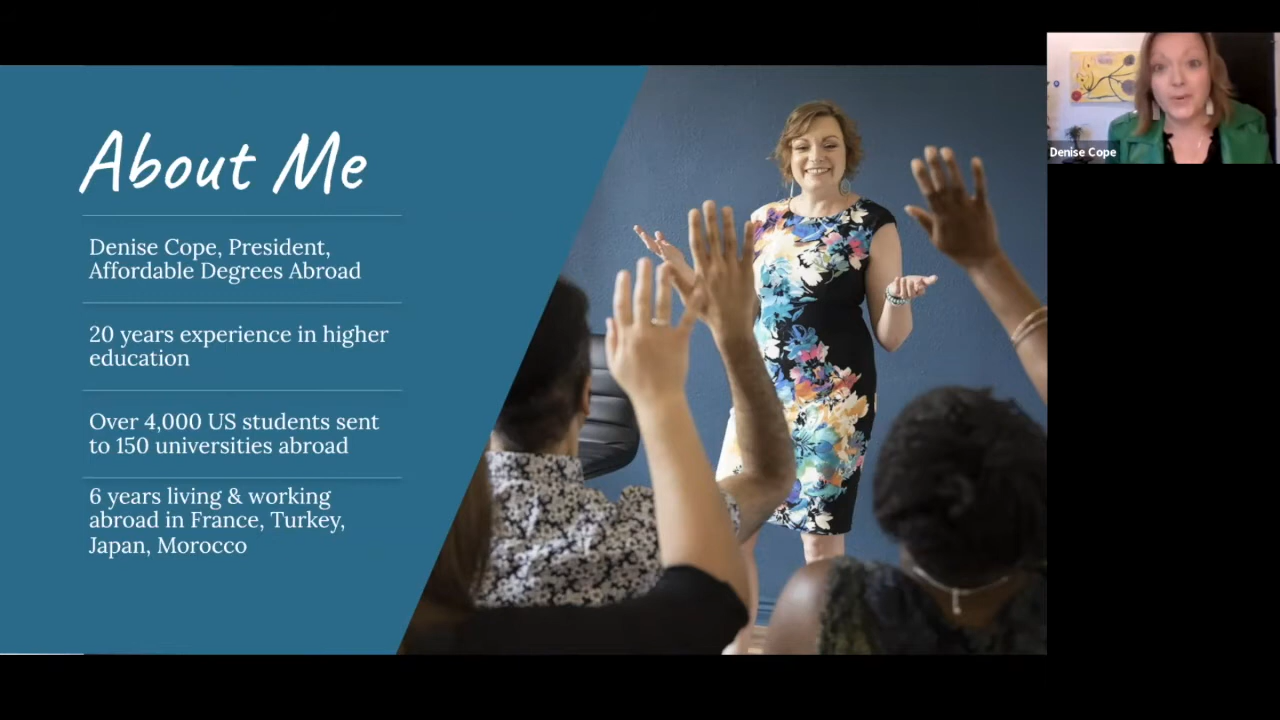 About Me
Denise Cope, President,
Affordable Degrees Abroad
20 years experience in higher
education
Over 4,000 US students sent
to 150 universities abroad
6 years living & working
abroad in France, Turkey,
Japan, Morocco
Denise Cope